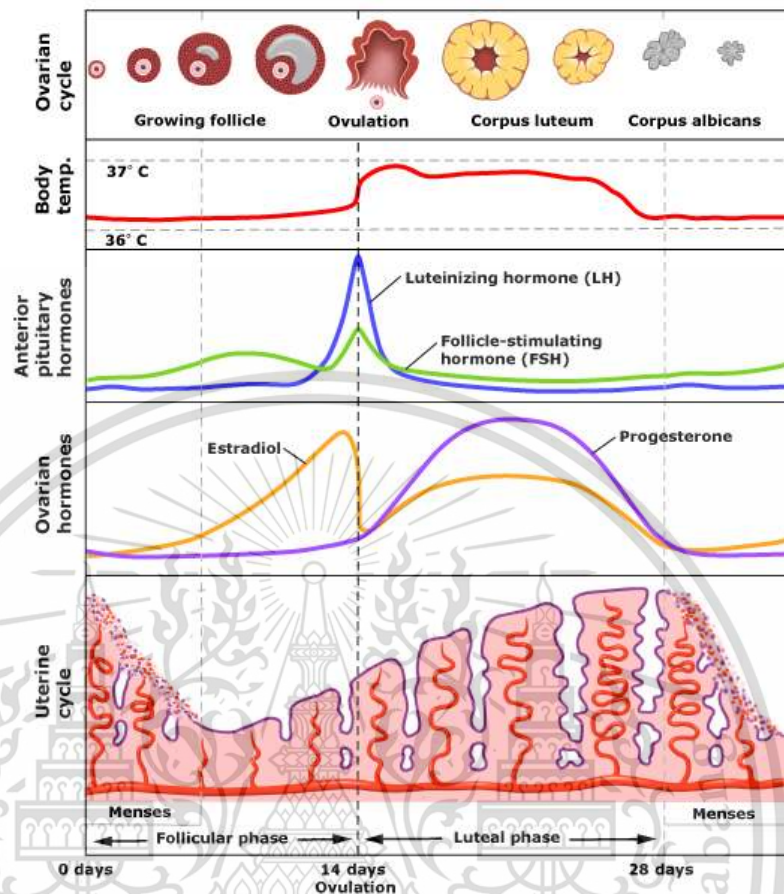 Ovarian
cycle
Growing follicle
Ovulation
Corpus luteum
Corpus albicans
Body
temp.
37° C
36° C
Anterior
pituitary
hormones
Luteinizing hormone (LH)
Follicle-stimulating
hormone (FSH)
Ovarian
hormones
Estradiol
Progesterone
Uterine
cycle
Menses
Menses
Follicular phase
Luteal phase
0 days
14 days
28 days
Ovulation